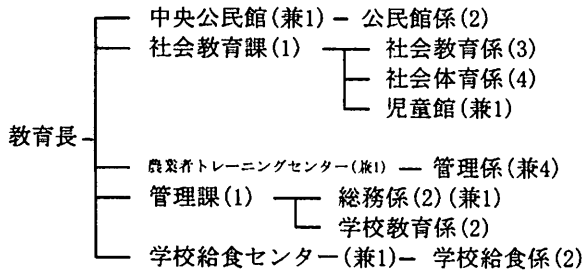 中央公民館(兼1) 公民館係(2)
社会教育課(1) 社会教育係(3)
社会体育係(4)
児童館(兼1)
教育長
農業者トレーニングセンター(兼1) 管理係(兼4)
管理課(1) 総務係(2)(兼1)
学校教育係(2)
学校給食センター(兼1) 学校給食係(2)